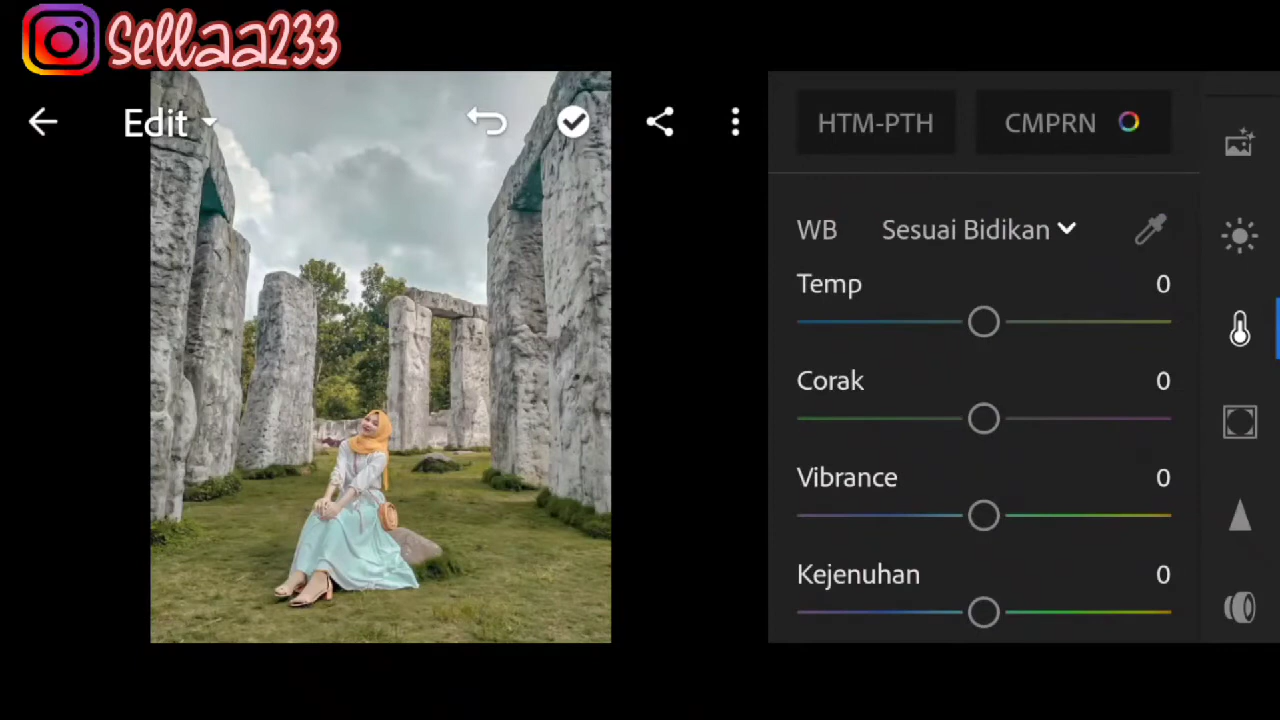 sellaa233
Edit
HTM-PTH
CMPRN
WB
Sesuai Bidikan
Temp
0
Corak
0
Vibrance
0
Kejenuhan
0